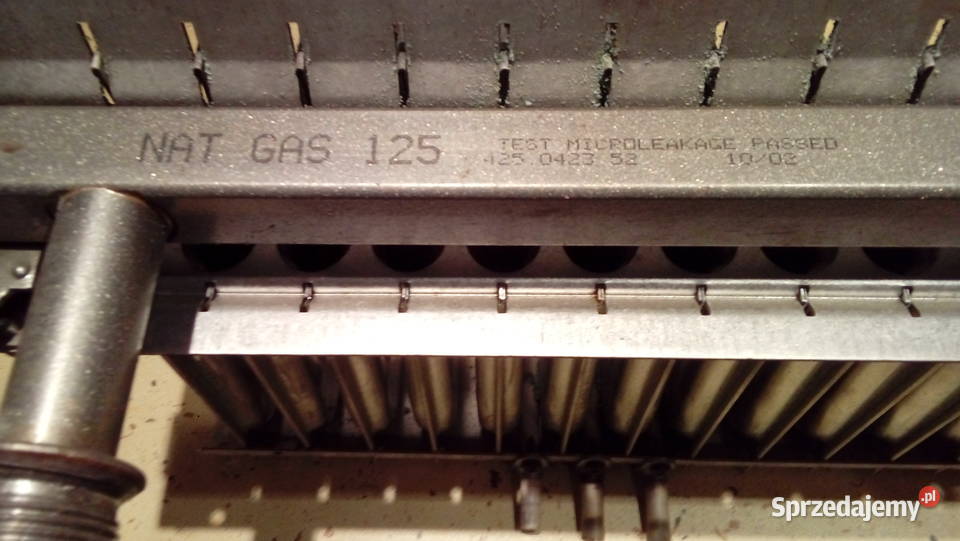 NAT GAS 125
TEST MICROLEAKAGE PASSED
425.0423 52 10/02
Sprzedajemy.pl